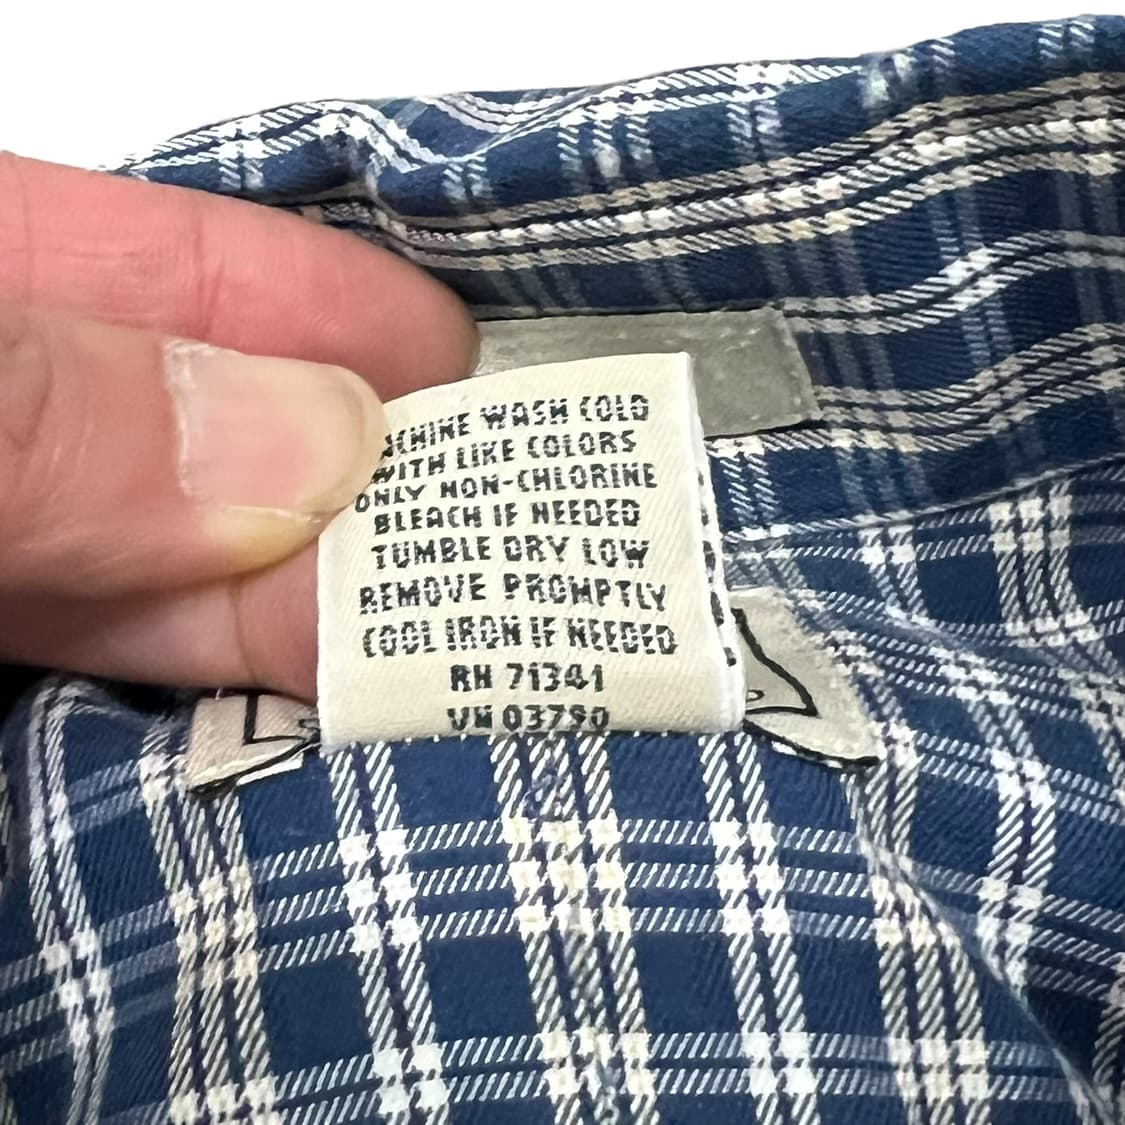 MACHINE WASH COLD
WITH LIKE COLORS
ONLY NON-CHLORINE
BLEACH IF NEEDED
TUMBLE DRY LOW
REMOVE PROMPTLY
COOL IRON IF NEEDED
RN 71341
VN 03790